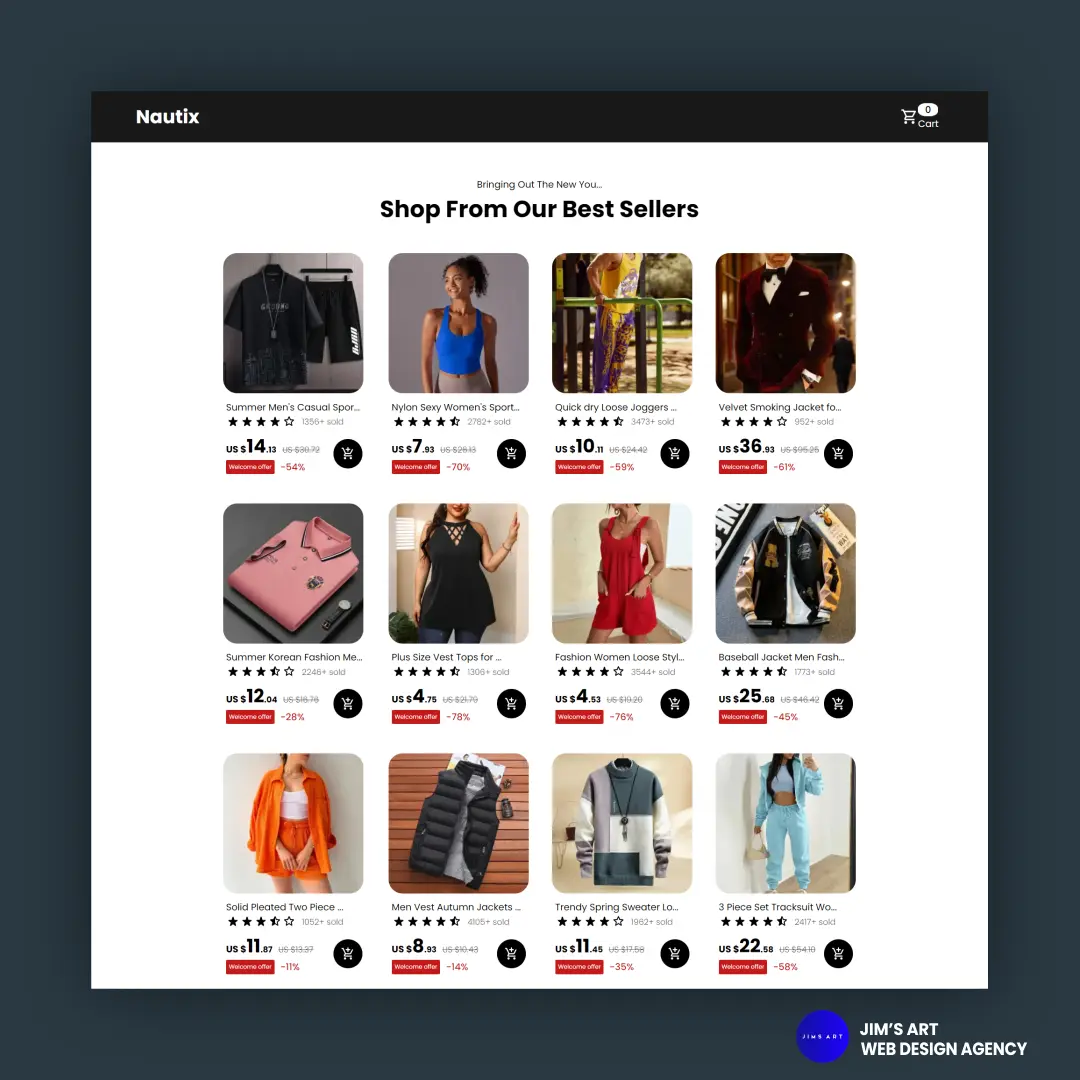 Nautix
0
Cart
Bringing Out The New You...
Shop From Our Best Sellers
Summer Men's Casual Spor...
1356+ sold
US $14.13 US $30.72
Welcome offer -54%
Nylon Sexy Women's Sport...
2782+ sold
US $7.93 US $26.13
Welcome offer -70%
Quick dry Loose Joggers ...
3473+ sold
US $10.11 US $24.42
Welcome offer -59%
Velvet Smoking Jacket fo...
952+ sold
US $36.93 US $95.25
Welcome offer -61%
Summer Korean Fashion Me...
2246+ sold
US $12.04 US $16.76
Welcome offer -28%
Plus Size Vest Tops for ...
1306+ sold
US $4.75 US $21.70
Welcome offer -78%
Fashion Women Loose Styl...
3544+ sold
US $4.53 US $19.20
Welcome offer -76%
Baseball Jacket Men Fash...
1773+ sold
US $25.68 US $46.42
Welcome offer -45%
Solid Pleated Two Piece ...
1052+ sold
US $11.87 US $13.37
Welcome offer -11%
Men Vest Autumn Jackets ...
4105+ sold
US $8.93 US $10.43
Welcome offer -14%
Trendy Spring Sweater Lo...
1962+ sold
US $11.45 US $17.58
Welcome offer -35%
3 Piece Set Tracksuit Wo...
2417+ sold
US $22.58 US $54.10
Welcome offer -58%
JIMS ART
JIM'S ART
WEB DESIGN AGENCY